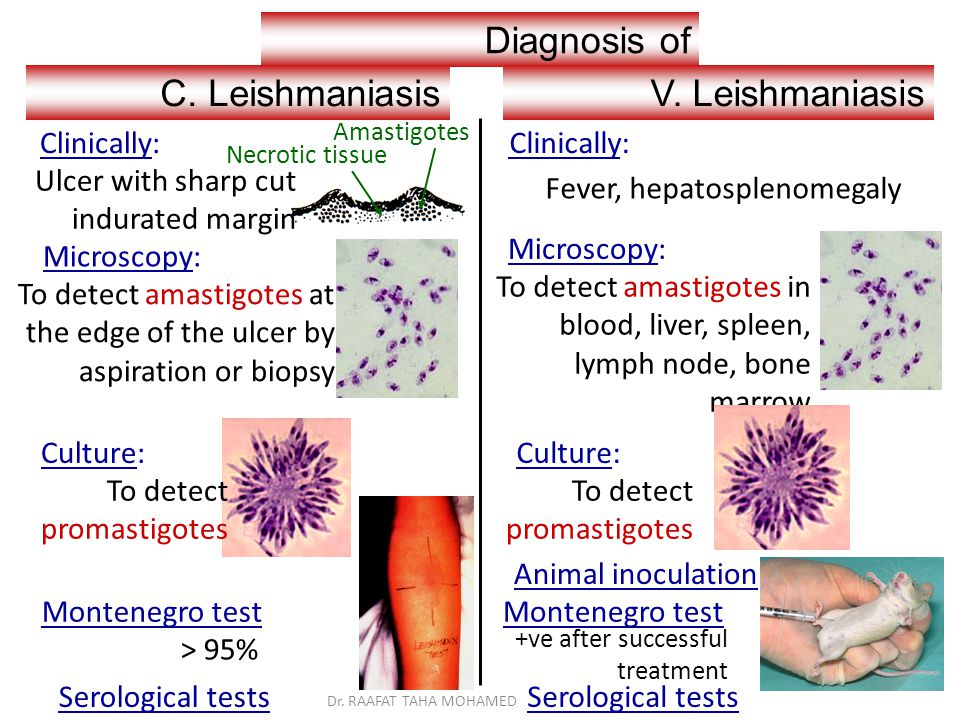 Diagnosis of
C. Leishmaniasis
V. Leishmaniasis
Clinically:
Amastigotes
Necrotic tissue
Ulcer with sharp cut
indurated margin
Microscopy:
To detect amastigotes at
the edge of the ulcer by
aspiration or biopsy
Culture:
To detect
promastigotes
Montenegro test
> 95%
LEISHMANIN
TEST
Serological tests
Clinically:
Fever, hepatosplenomegaly
Microscopy:
To detect amastigotes in
blood, liver, spleen,
lymph node, bone
marrow
Culture:
To detect
promastigotes
Animal inoculation
Montenegro test
+ve after successful
treatment
Serological tests
Dr. RAAFAT TAHA MOHAMED